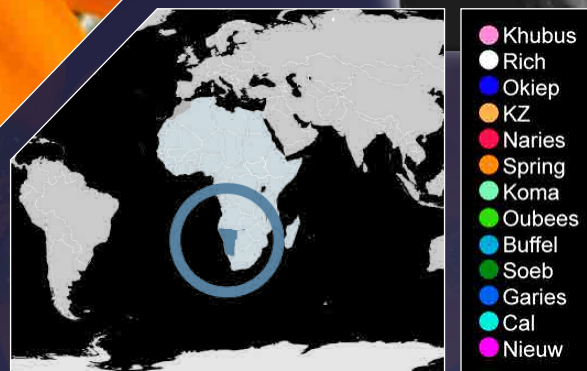 Khubus
Rich
Okiep
KZ
Naries
Spring
Koma
Oubees
Buffel
Soeb
Garies
Cal
Nieuw